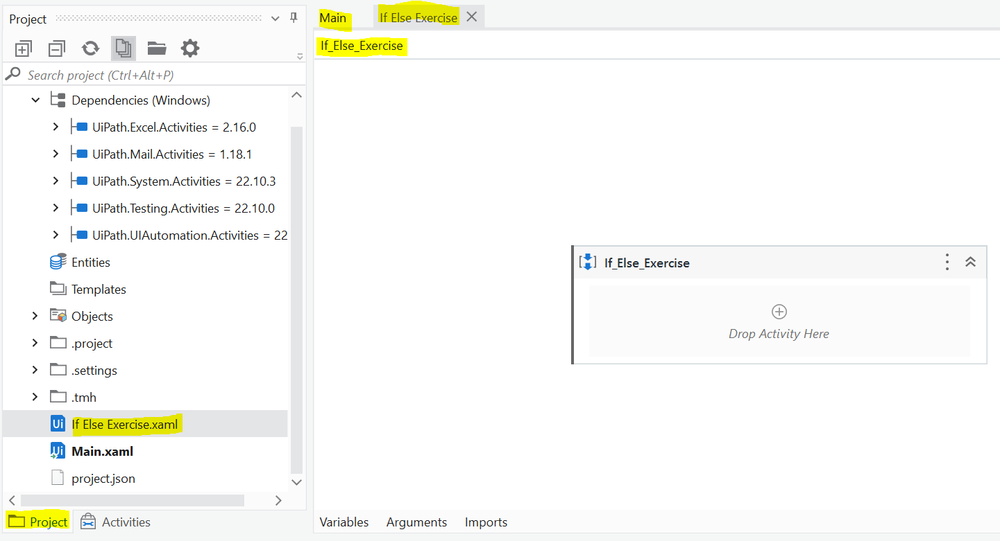 Project
Search project (Ctrl+Alt+P)
Dependencies (Windows)
UiPath.Excel.Activities = 2.16.0
UiPath.Mail.Activities = 1.18.1
UiPath.System.Activities = 22.10.3
UiPath.Testing.Activities = 22.10.0
UiPath.UIAutomation.Activities = 22
Entities
Templates
Objects
.project
.settings
.tmh
Ui If Else Exercise.xaml
Ui Main.xaml
project.json
Project Activities
Main If Else Exercise
If_Else_Exercise
If_Else_Exercise
Drop Activity Here
Variables Arguments Imports